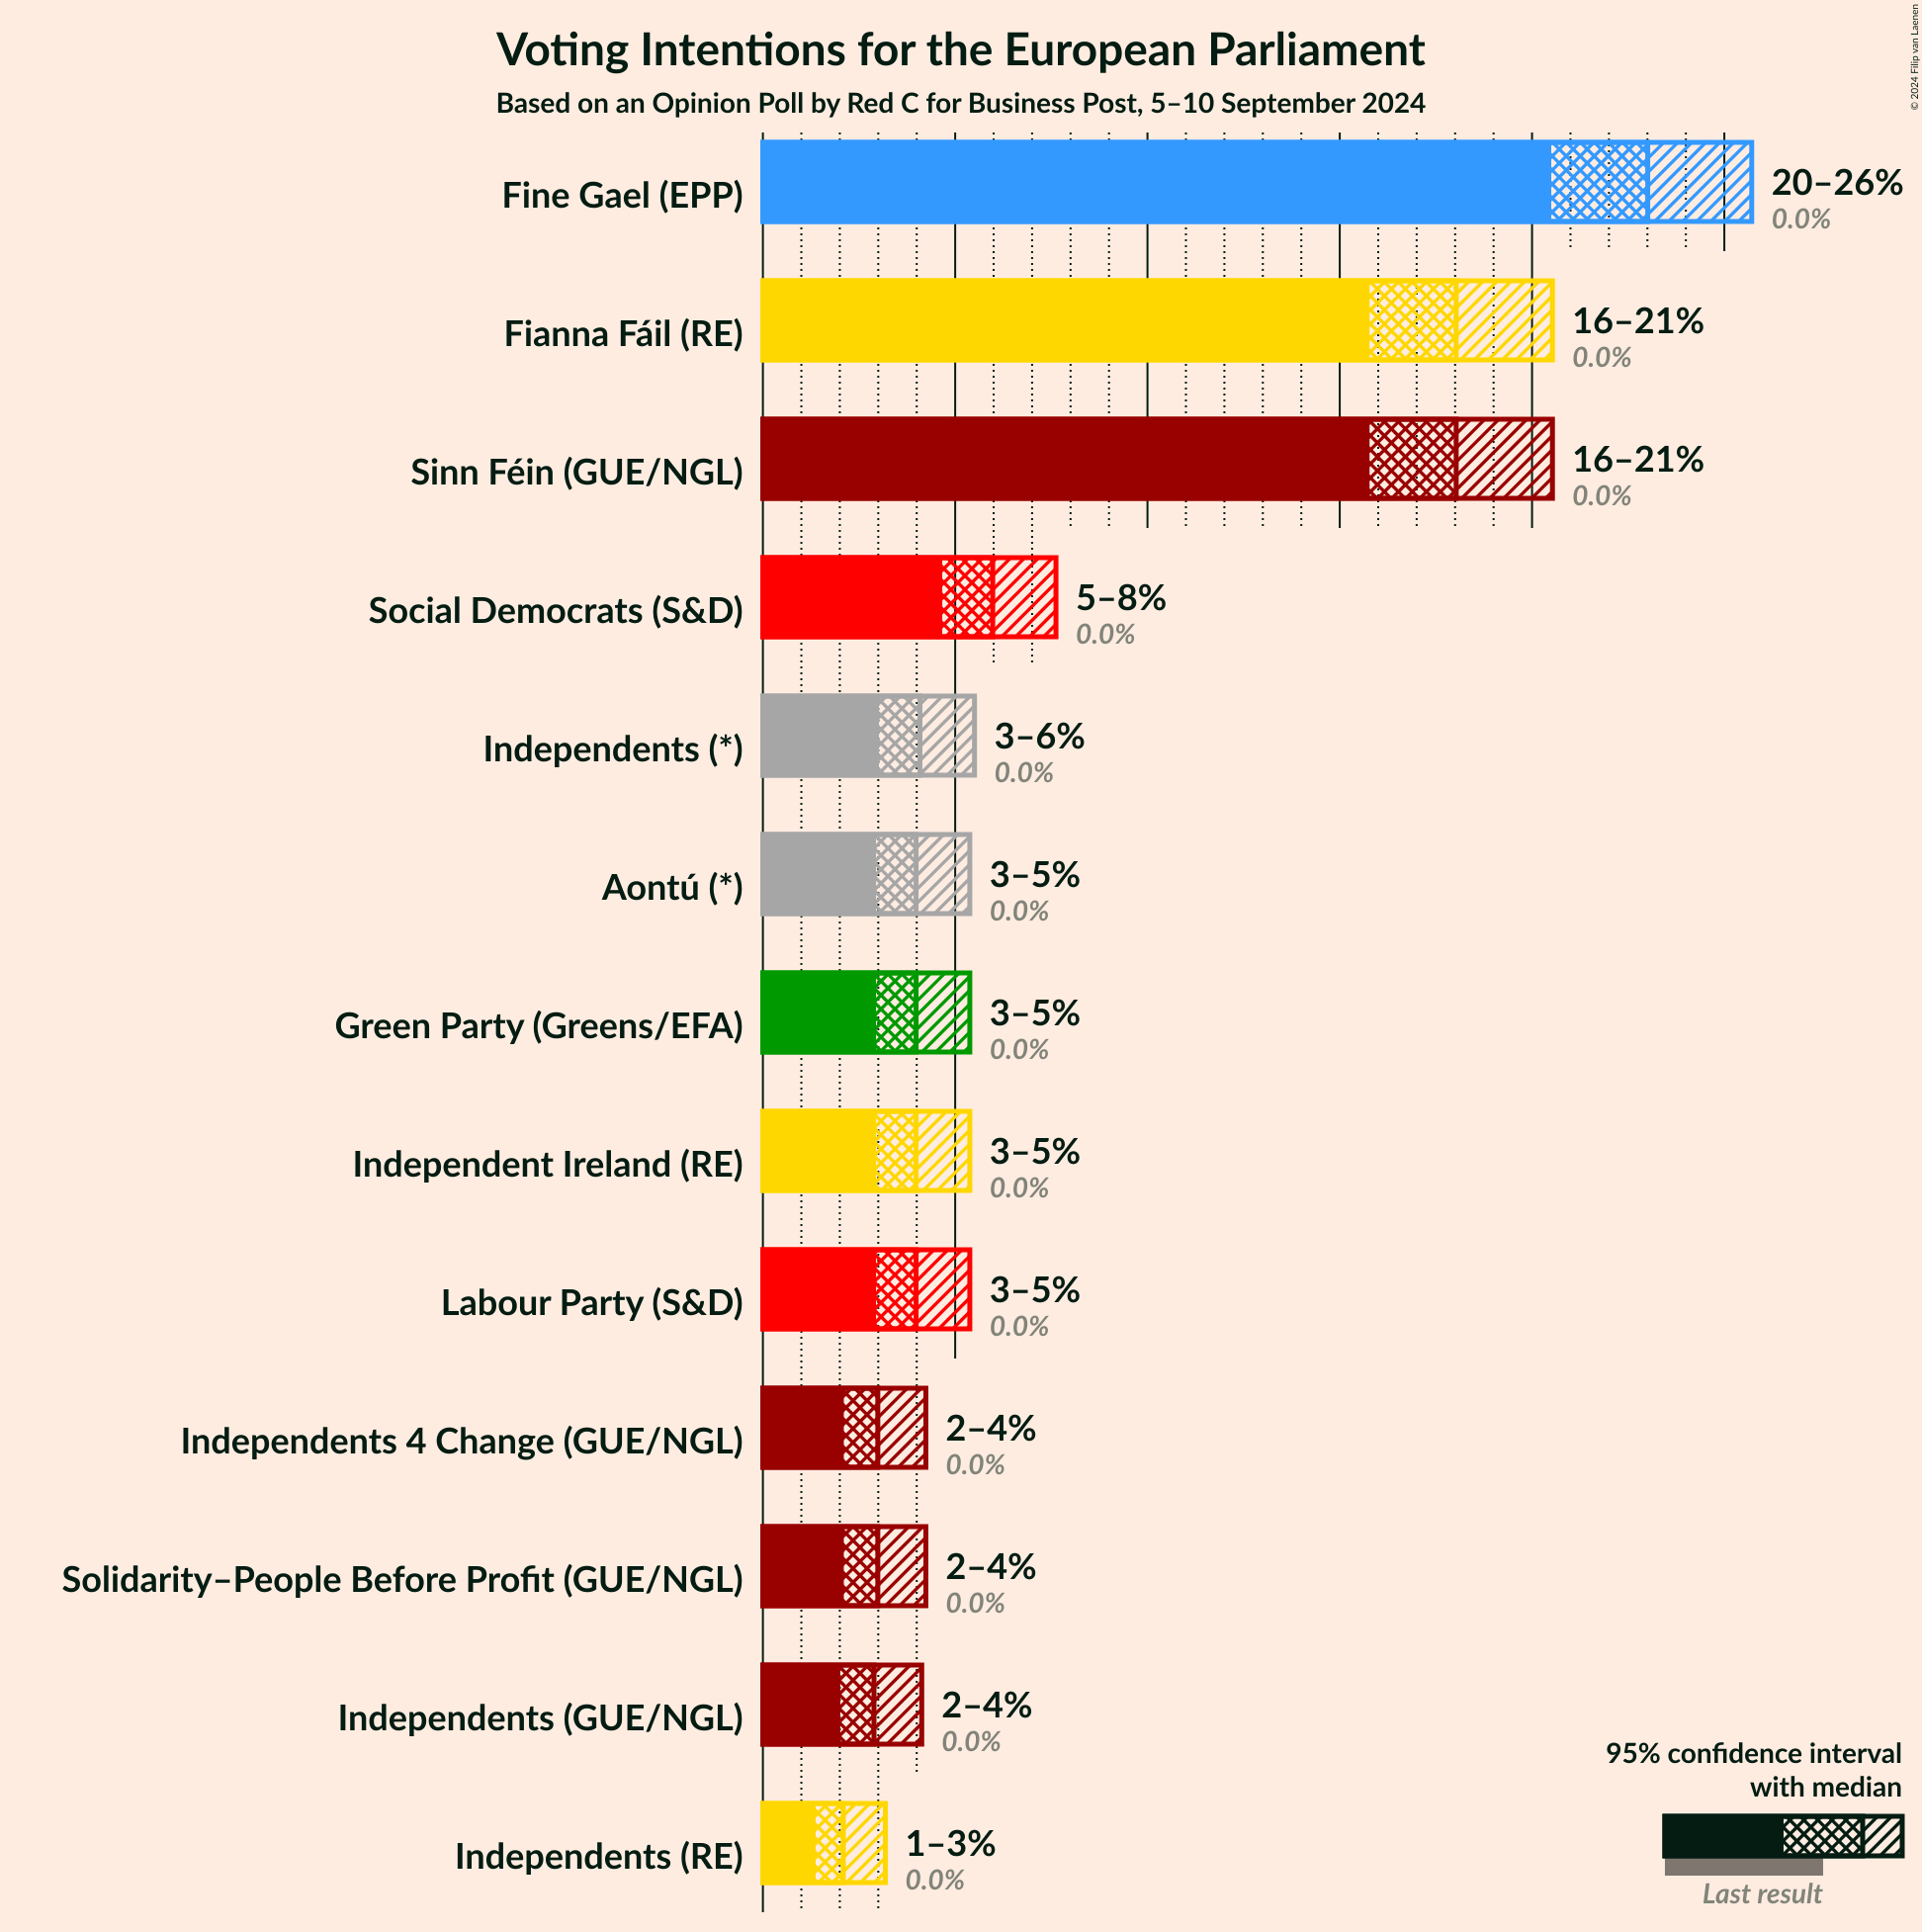 © 2024 Filip van Laenen
Voting Intentions for the European Parliament
Based on an Opinion Poll by Red C for Business Post, 5–10 September 2024
Fine Gael (EPP)
20–26%
0.0%
Fianna Fáil (RE)
16–21%
0.0%
Sinn Féin (GUE/NGL)
16–21%
0.0%
Social Democrats (S&D)
5–8%
0.0%
Independents (*)
3–6%
0.0%
Aontú (*)
3–5%
0.0%
Green Party (Greens/EFA)
3–5%
0.0%
Independent Ireland (RE)
3–5%
0.0%
Labour Party (S&D)
3–5%
0.0%
Independents 4 Change (GUE/NGL)
2–4%
0.0%
Solidarity–People Before Profit (GUE/NGL)
2–4%
0.0%
Independents (GUE/NGL)
2–4%
0.0%
Independents (RE)
1–3%
0.0%
95% confidence interval
with median
Last result